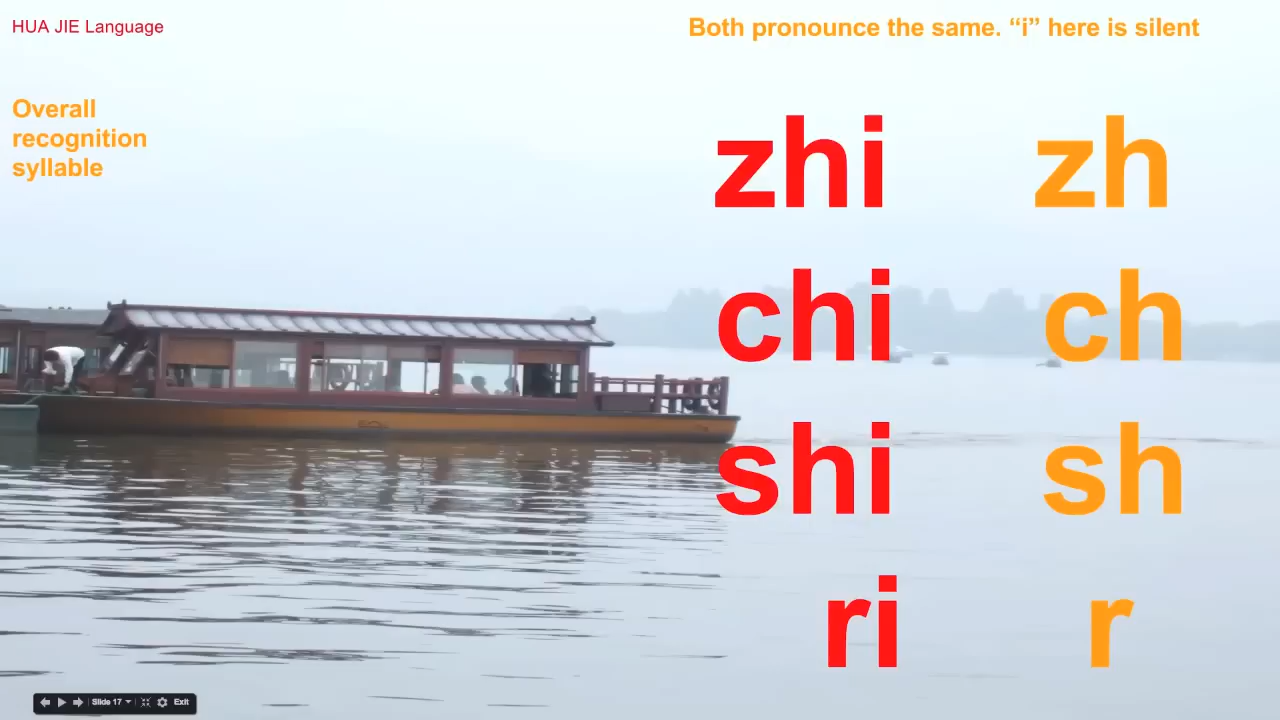 HUA JIE Language
Both pronounce the same. “i” here is silent
Overall
recognition
syllable
zhi zh
chi ch
shi sh
ri r
Slide 17 Exit